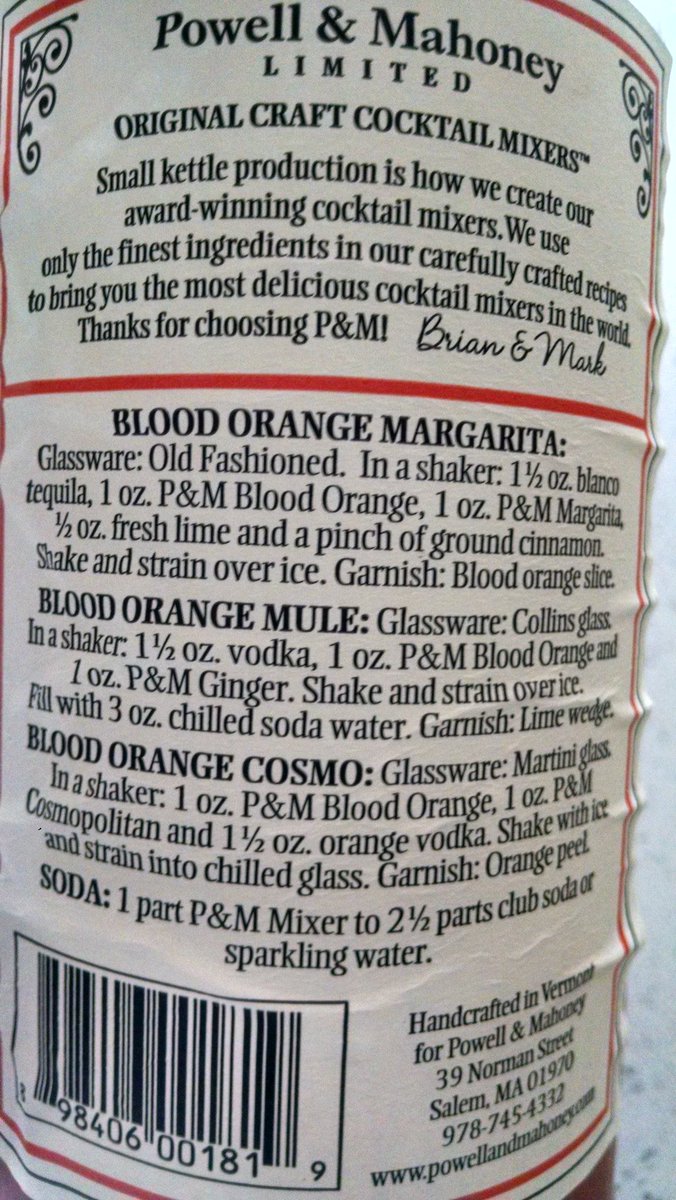 Powell & Mahoney
LIMITED
ORIGINAL CRAFT COCKTAIL MIXERS™
Small kettle production is how we create our
award-winning cocktail mixers. We use
only the finest ingredients in our carefully crafted recipes
to bring you the most delicious cocktail mixers in the world.
Thanks for choosing P&M! Brian & Mark
BLOOD ORANGE MARGARITA:
Glassware: Old Fashioned. In a shaker: 1½ oz. blanco
tequila, 1 oz. P&M Blood Orange, 1 oz. P&M Margarita,
½ oz. fresh lime and a pinch of ground cinnamon.
Shake and strain over ice. Garnish: Blood orange slice.
BLOOD ORANGE MULE: Glassware: Collins glass.
In a shaker: 1½ oz. vodka, 1 oz. P&M Blood Orange and
1 oz. P&M Ginger. Shake and strain over ice.
Fill with 3 oz. chilled soda water. Garnish: Lime wedge.
BLOOD ORANGE COSMO: Glassware: Martini glass.
In a shaker: 1 oz. P&M Blood Orange, 1 oz. P&M
Cosmopolitan and 1½ oz. orange vodka. Shake with ice
and strain into chilled glass. Garnish: Orange peel.
SODA: 1 part P&M Mixer to 2½ parts club soda or
sparkling water.
Handcrafted in Vermont
for Powell & Mahoney
39 Norman Street
Salem, MA 01970
978-745-4332
www.powellandmahoney.com
8 98406 00181 9